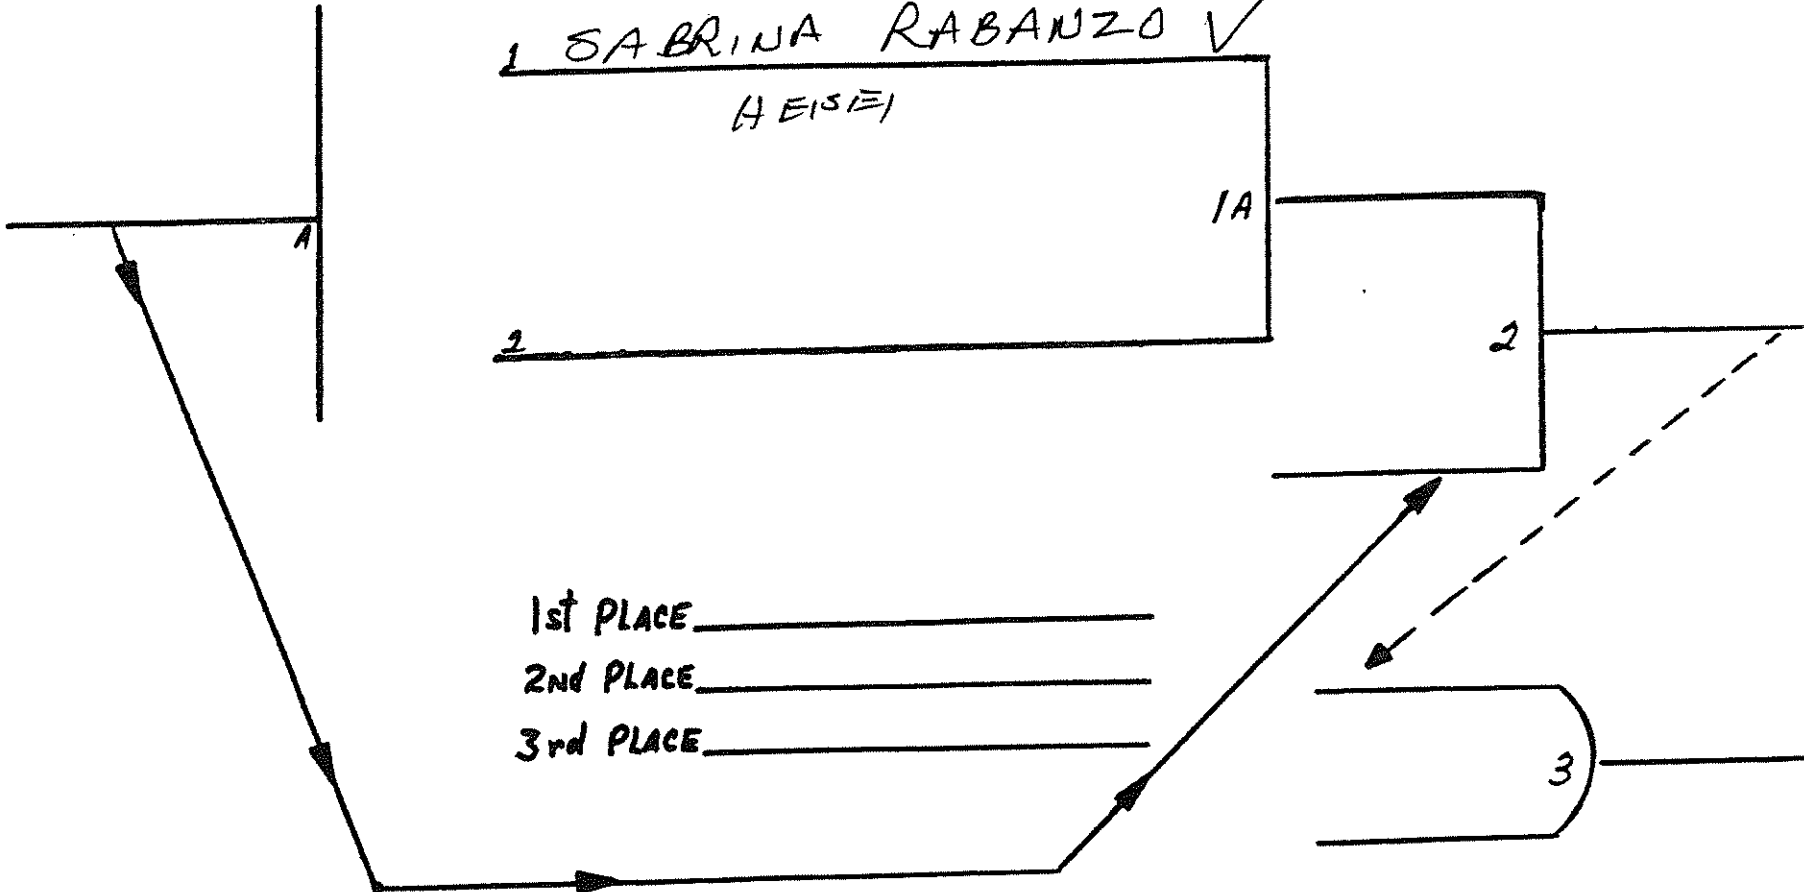 1 SABRINA RABANZO √
HEISEI
1A
A
2
2
1st PLACE
2Nd PLACE
3rd PLACE
3